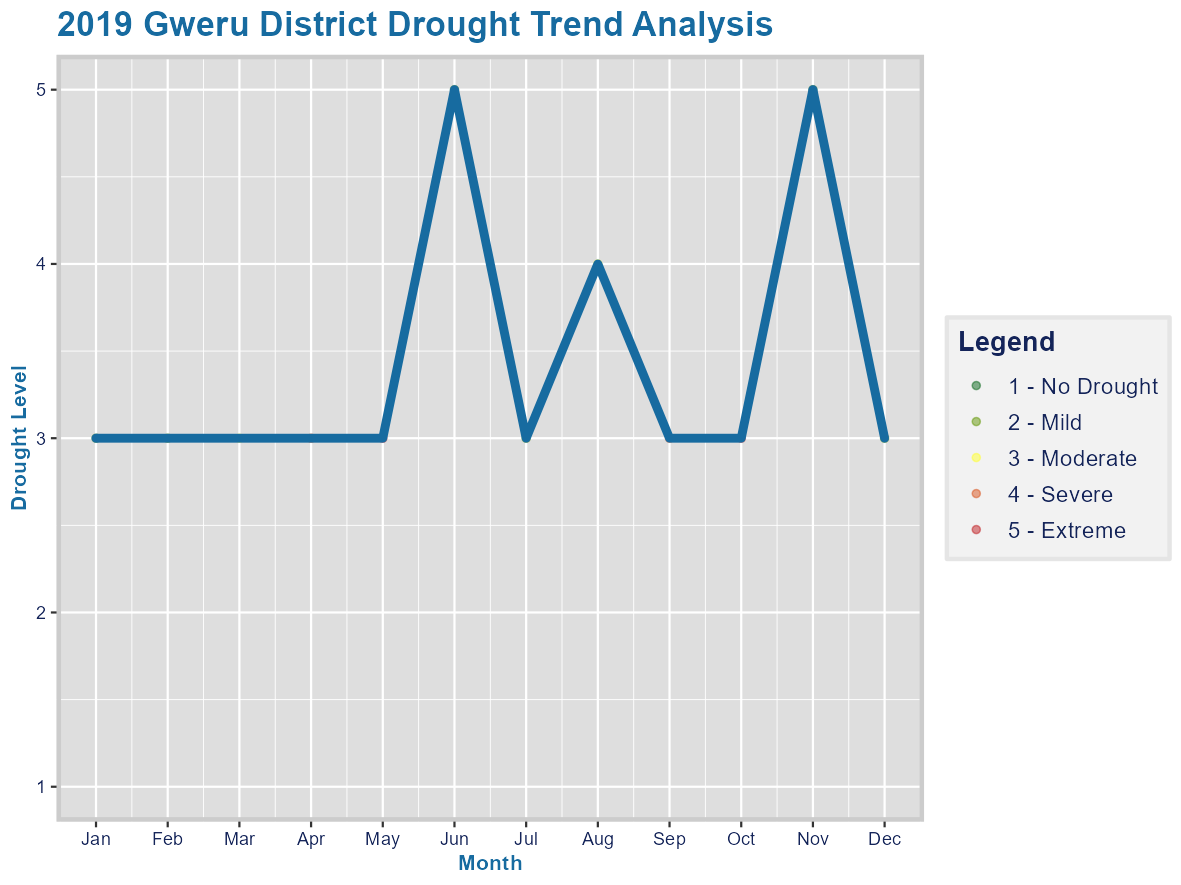 2019 Gweru District Drought Trend Analysis
Drought Level
5
4
3
2
1
Jan Feb Mar Apr May Jun Jul Aug Sep Oct Nov Dec
Month
Legend
1 - No Drought
2 - Mild
3 - Moderate
4 - Severe
5 - Extreme